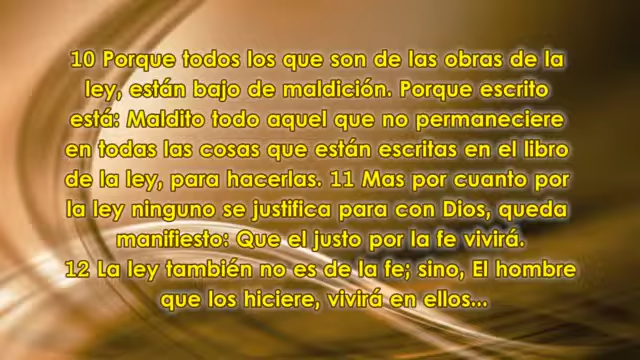 10 Porque todos los que son de las obras de la
ley, están bajo de maldición. Porque escrito
está: Maldito todo aquel que no permaneciere
en todas las cosas que están escritas en el libro
de la ley, para hacerlas. 11 Mas por cuanto por
la ley ninguno se justifica para con Dios, queda
manifiesto: Que el justo por la fe vivirá.
12 La ley también no es de la fe; sino, El hombre
que los hiciere, vivirá en ellos...